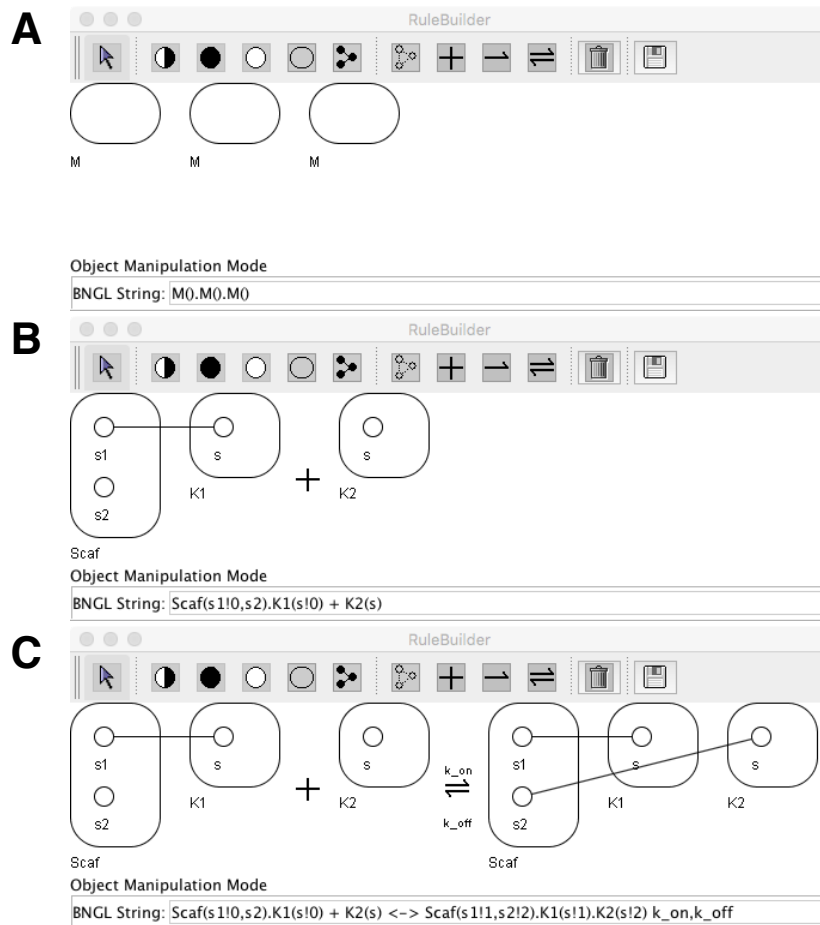 A
RuleBuilder
M M M
Object Manipulation Mode
BNGL String: M().M().M()
B
RuleBuilder
s1 s s
s2 K1 K2
Scaf
Object Manipulation Mode
BNGL String: Scaf(s1!0,s2).K1(s!0) + K2(s)
C
RuleBuilder
s1 s s k_on s1 s s
s2 K1 K2 k_off s2 K1 K2
Scaf Scaf
Object Manipulation Mode
BNGL String: Scaf(s1!0,s2).K1(s!0) + K2(s) <-> Scaf(s1!1,s2!2).K1(s!1).K2(s!2) k_on,k_off